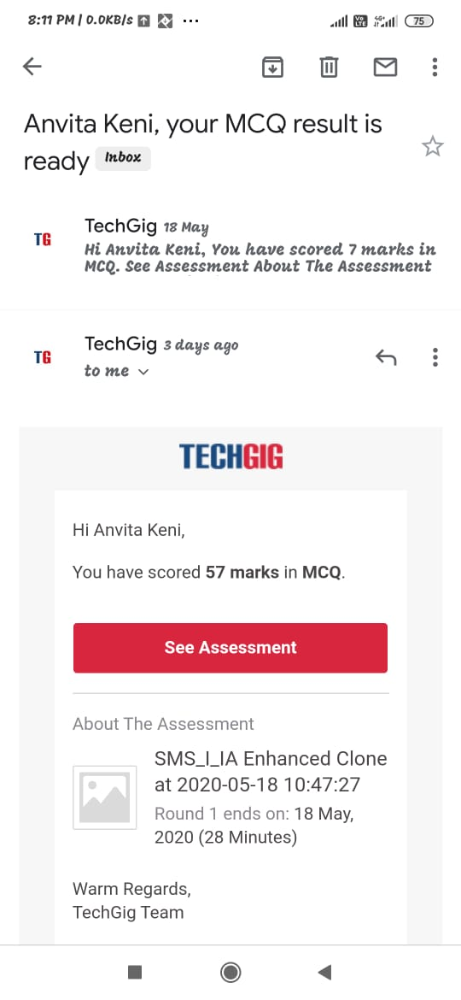 8:11 PM | 0.0KB/s ...
Vo LTE 4G+ 75
Anvita Keni, your MCQ result is
ready Inbox
TG TechGig 18 May
Hi Anvita Keni, You have scored 7 marks in
MCQ. See Assessment About The Assessment
TG TechGig 3 days ago
to me
TECHGIG
Hi Anvita Keni,
You have scored 57 marks in MCQ.
See Assessment
About The Assessment
SMS_I_IA Enhanced Clone
at 2020-05-18 10:47:27
Round 1 ends on: 18 May,
2020 (28 Minutes)
Warm Regards,
TechGig Team